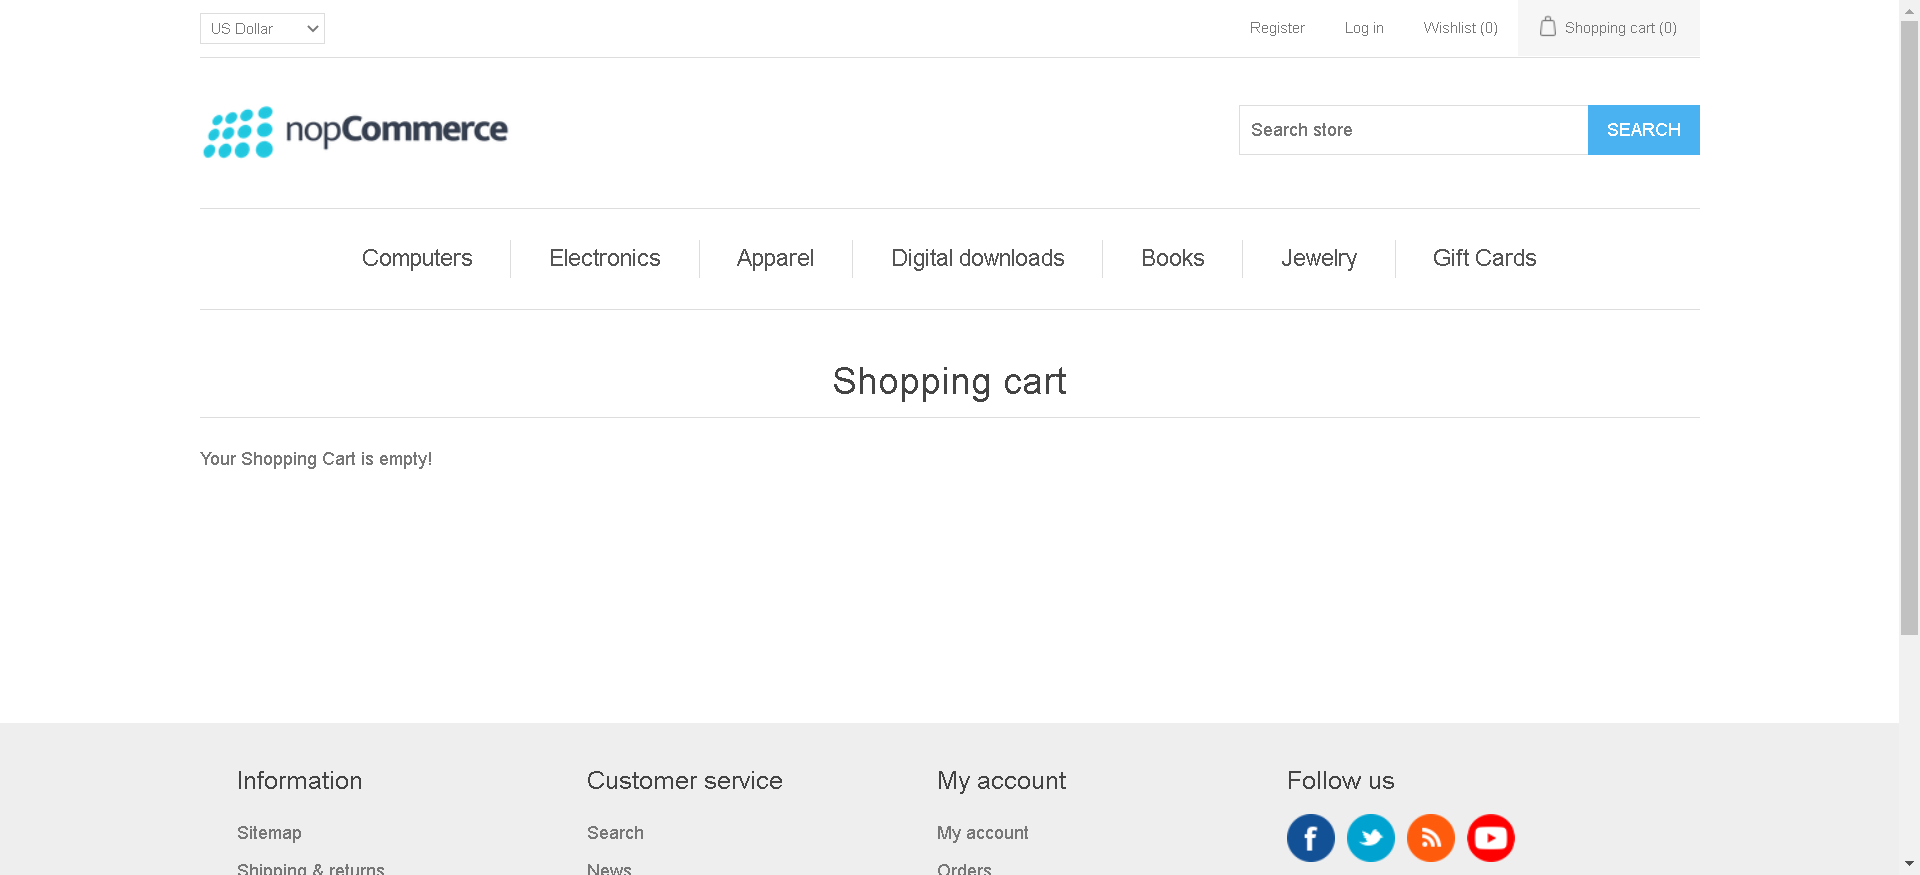 US Dollar
Register
Log in
Wishlist (0)
Shopping cart (0)
nopCommerce
Search store
SEARCH
Computers
Electronics
Apparel
Digital downloads
Books
Jewelry
Gift Cards
Shopping cart
Your Shopping Cart is empty!
Information
Customer service
My account
Follow us
Sitemap
Search
My account
Shipping & returns
News
Orders